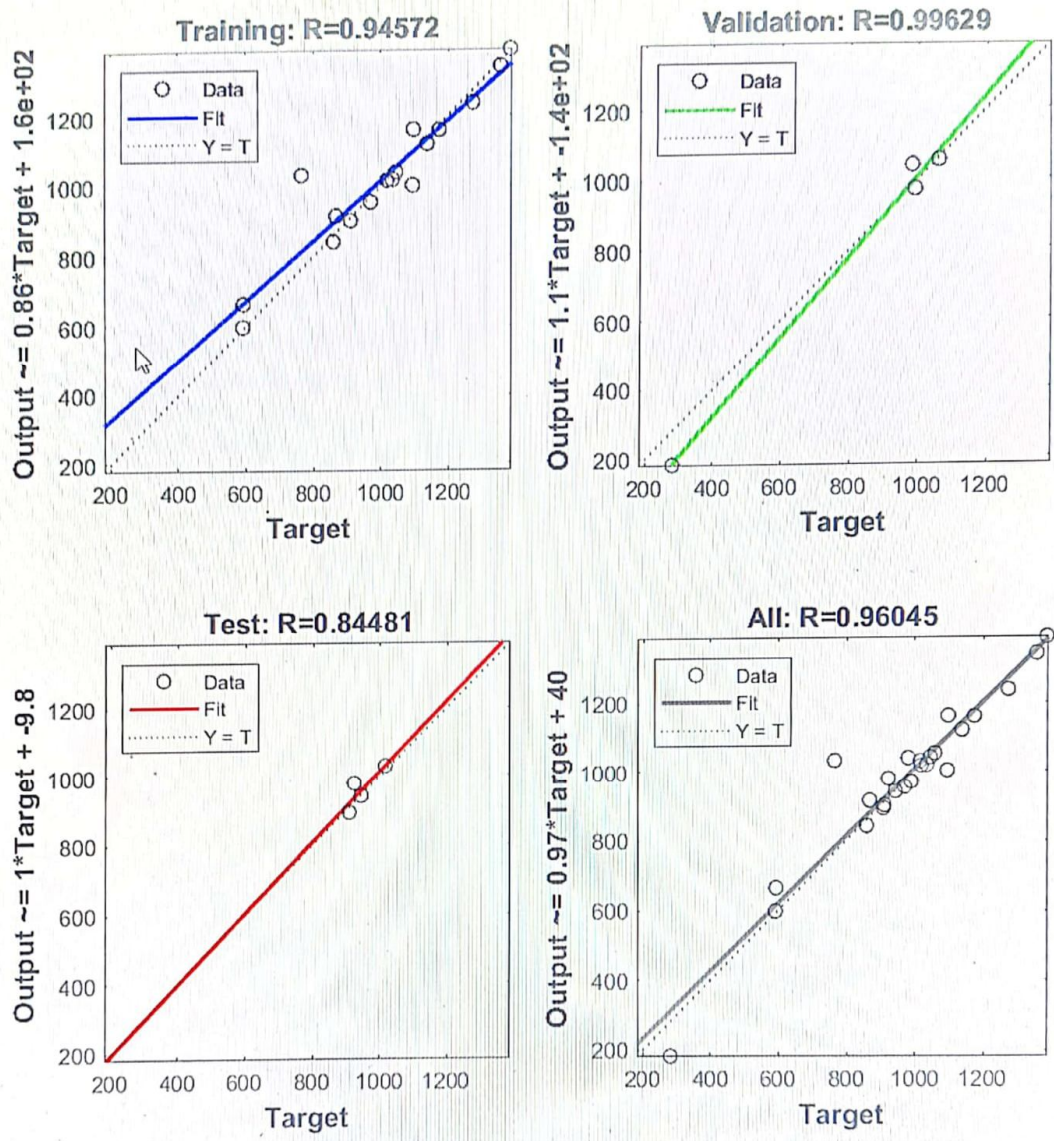 Training: R=0.94572
Output ~= 0.86*Target + 1.6e+02
Data
Fit
Y = T
1200
1000
800
600
400
200
200 400 600 800 1000 1200
Target
Validation: R=0.99629
Output ~= 1.1*Target + -1.4e+02
Data
Fit
Y = T
1200
1000
800
600
400
200
200 400 600 800 1000 1200
Target
Test: R=0.84481
Output ~= 1*Target + -9.8
Data
Fit
Y = T
1200
1000
800
600
400
200
200 400 600 800 1000 1200
Target
All: R=0.96045
Output ~= 0.97*Target + 40
Data
Fit
Y = T
1200
1000
800
600
400
200
200 400 600 800 1000 1200
Target